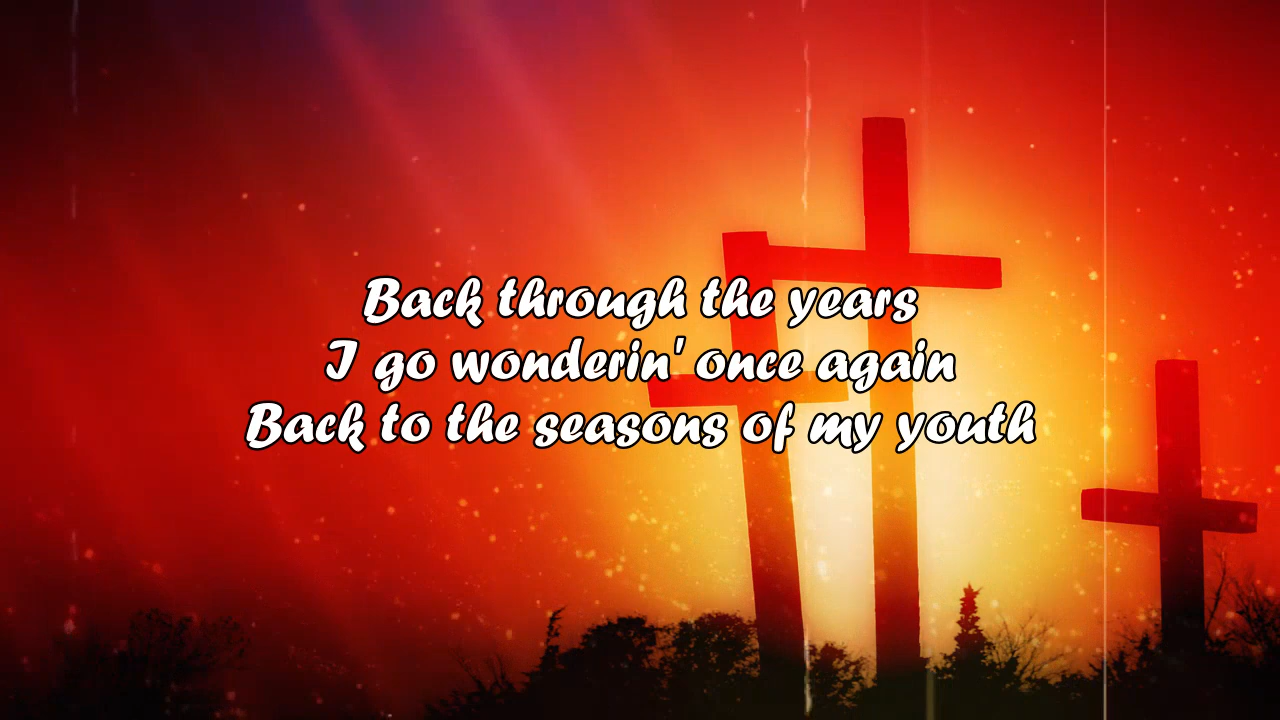 Back through the years
I go wonderin' once again
Back to the seasons of my youth